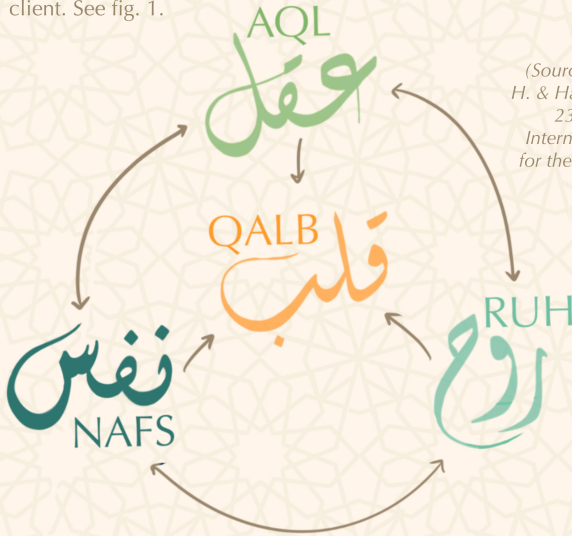 client. See fig. 1.
AQL
عقل
(Sourc
H. & Ha
23
Intern
for the
QALB
قلب
RUH
روح
نفس
NAFS